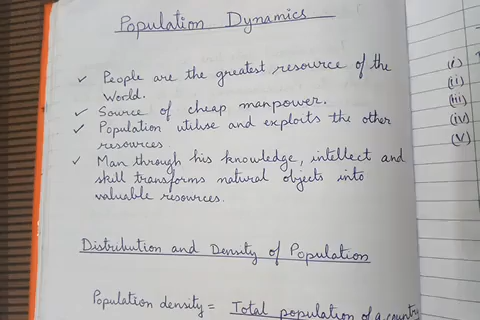 Population Dynamics
✓ People are the greatest resource of the
World.
✓ Source of cheap manpower.
✓ Population utilise and exploits the other
resources
✓ Man through his knowledge, intellect and
skill transforms natural objects into
valuable resources.
Distribution and Density of Population
Population density = Total population of a country
(i)
(ii)
(iii)
(iv)
(v)